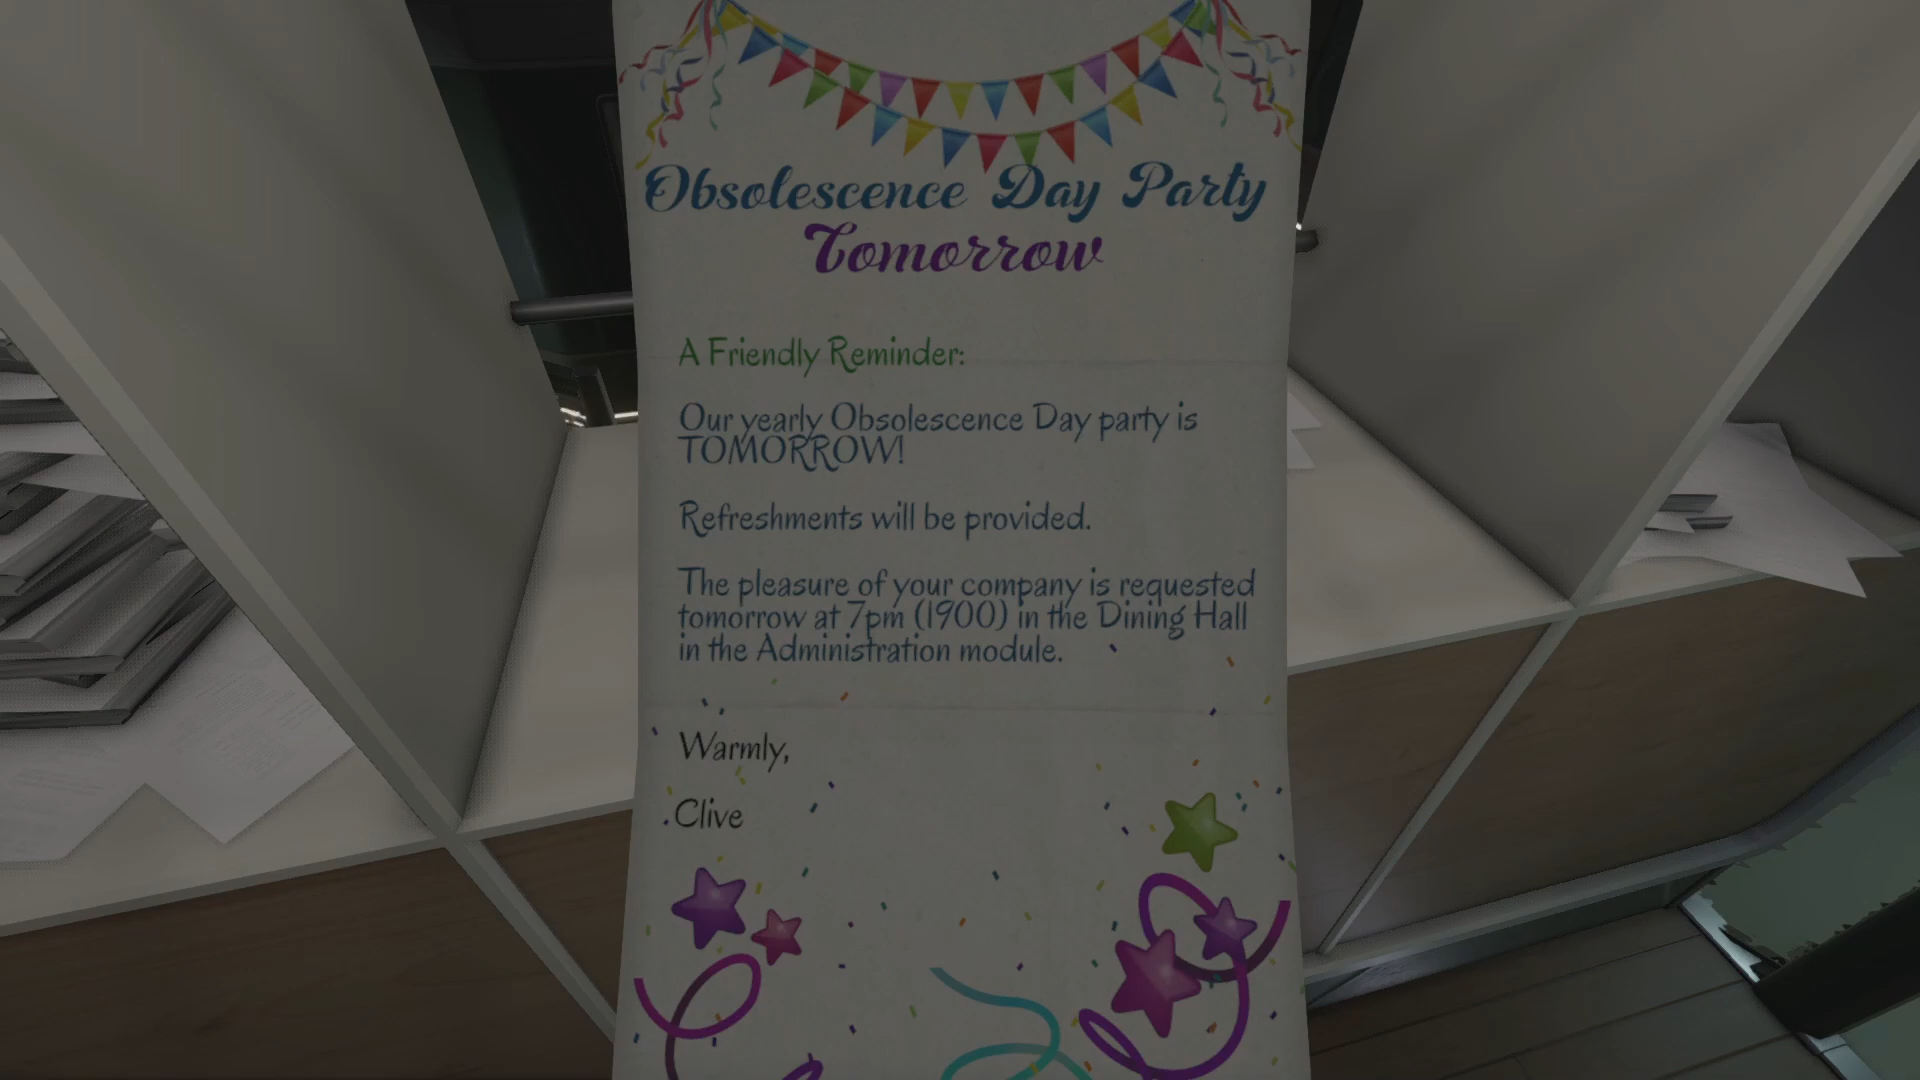 Obsolescence Day Party
Tomorrow
A Friendly Reminder:
Our yearly Obsolescence Day party is
TOMORROW!
Refreshments will be provided.
The pleasure of your company is requested
tomorrow at 7pm (1900) in the Dining Hall
in the Administration module.
Warmly,
Clive